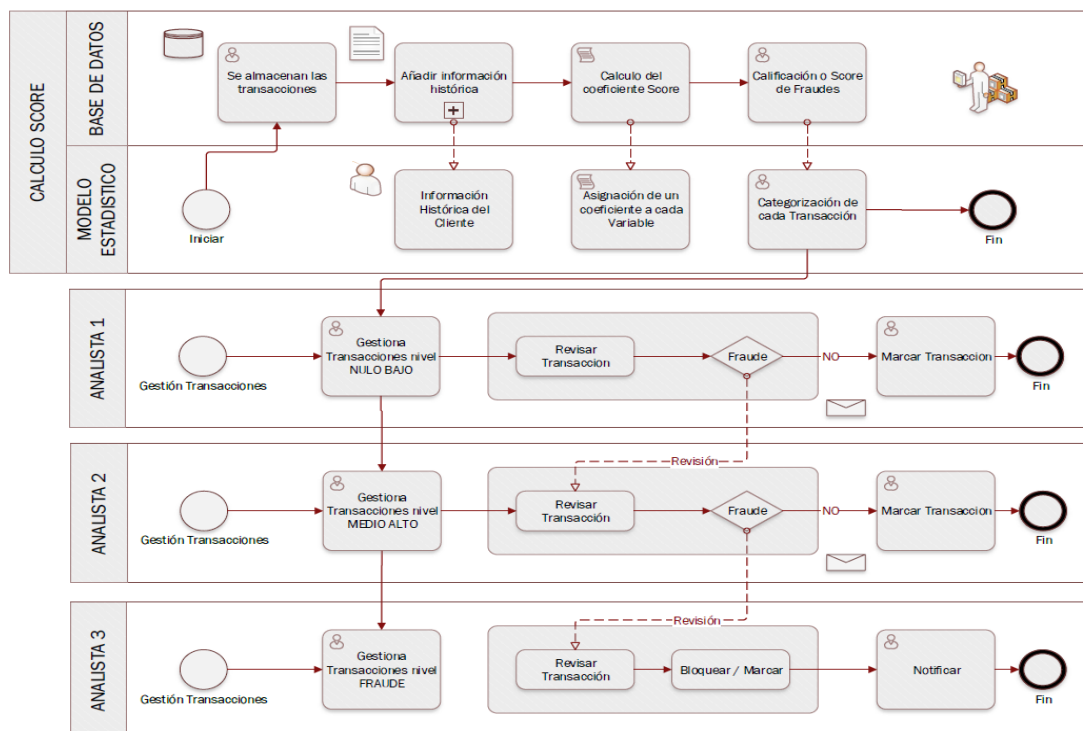 CALCULO SCORE
BASE DE DATOS
Se almacenan las
transacciones
Añadir información
histórica
Calculo del
coeficiente Score
Calificación o Score
de Fraudes
MODELO
ESTADISTICO
Iniciar
Información
Histórica del
Cliente
Asignación de un
coeficiente a cada
Variable
Categorización de
cada Transacción
Fin
ANALISTA 1
Gestión Transacciones
Gestiona
Transacciones nivel
NULO BAJO
Revisar
Transaccion
Fraude
NO
Marcar Transaccion
Fin
Revisión
ANALISTA 2
Gestión Transacciones
Gestiona
Transacciones nivel
MEDIO ALTO
Revisar
Transacción
Fraude
NO
Marcar Transaccion
Fin
Revisión
ANALISTA 3
Gestión Transacciones
Gestiona
Transacciones nivel
FRAUDE
Revisar
Transacción
Bloquear / Marcar
Notificar
Fin